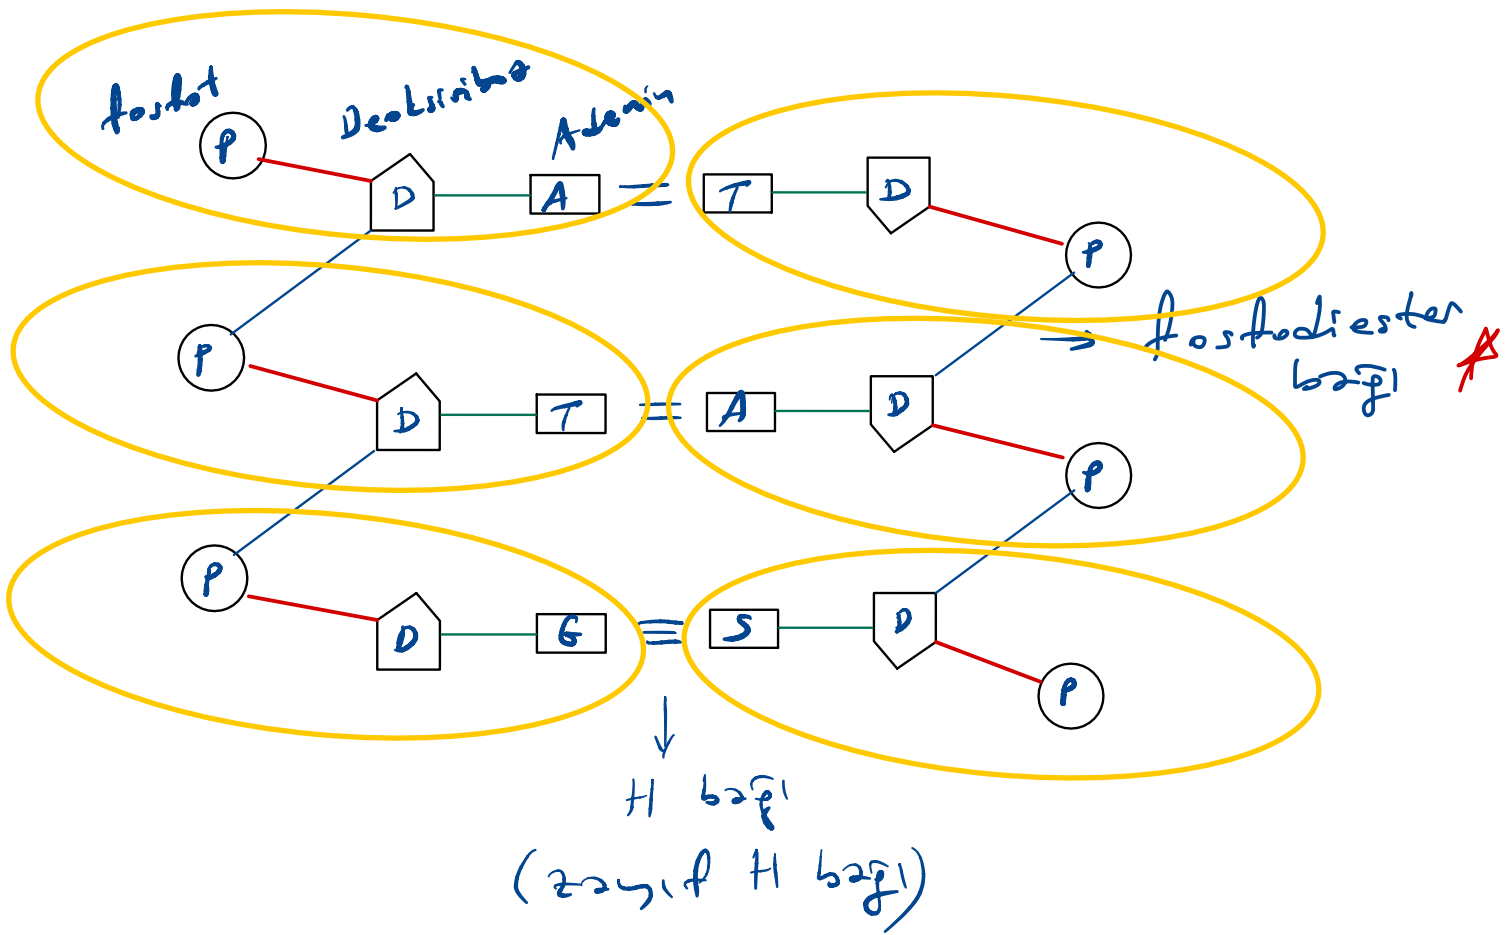 fosfat Deoksiriboz Adenin
P D A = T D P
→ fosfodiester
bağı
P D T = A D P
P D G ≡ S D P
H bağı
(zayıf H bağı)